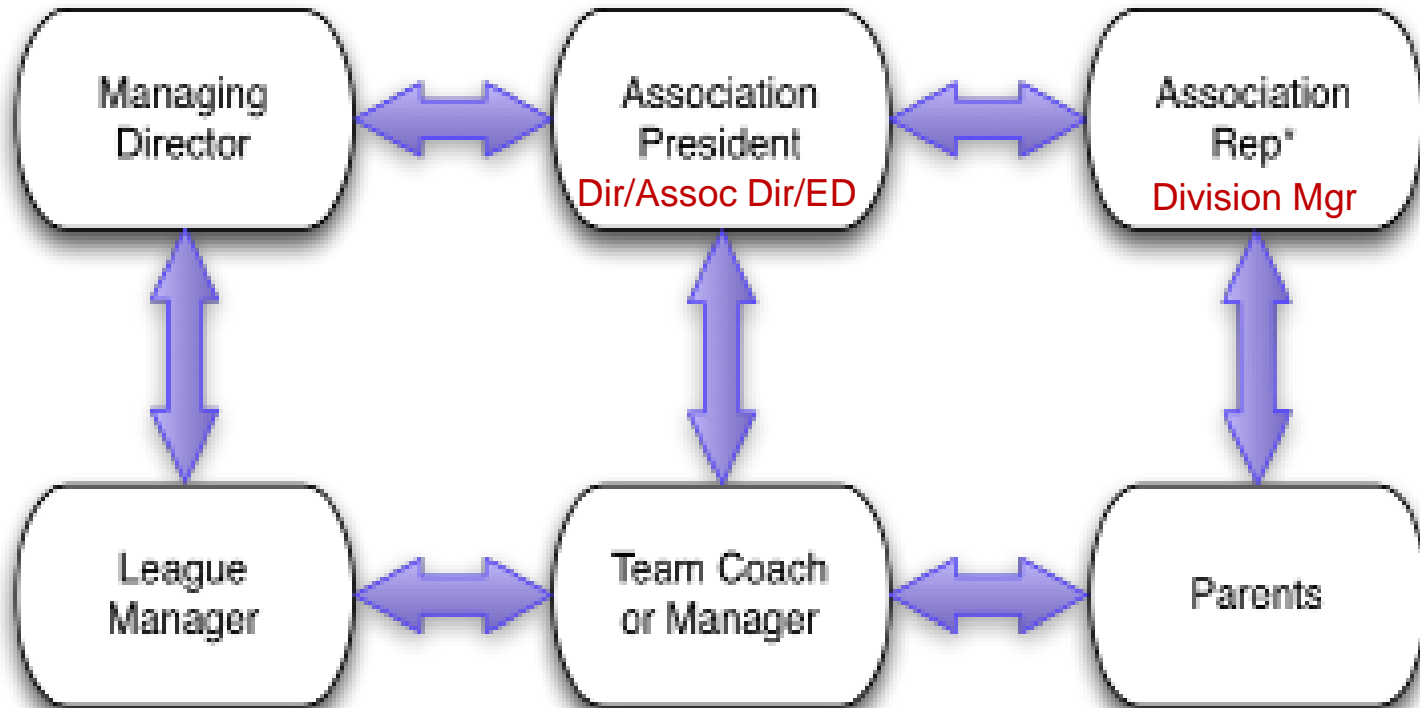 Managing
Director
Association
President
Dir/Assoc Dir/ED
Association
Rep*
Division Mgr
League
Manager
Team Coach
or Manager
Parents